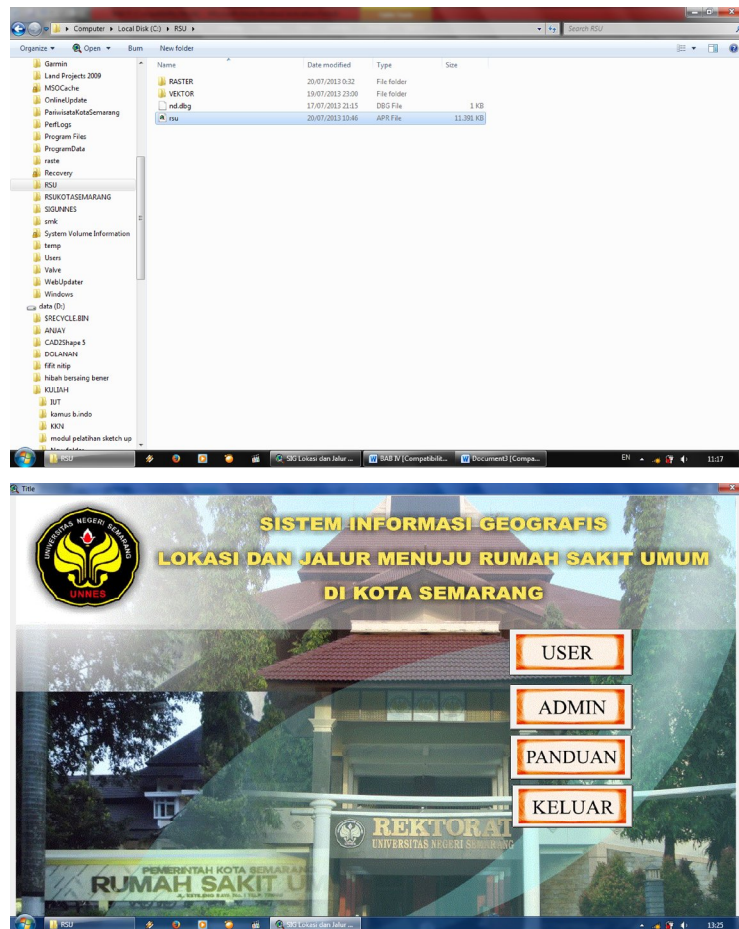 Computer ▸ Local Disk (C:) ▸ RSU ▸
Search RSU
Organize ▾ Open ▾ Burn New folder
Name Date modified Type Size
RASTER 20/07/2013 0:32 File folder
VEKTOR 19/07/2013 23:00 File folder
nd.dbg 17/07/2013 21:15 DBG File 1 KB
rsu 20/07/2013 10:46 APR File 11.391 KB
Garmin
Land Projects 2009
MSOCache
OnlineUpdate
PariwisataKotaSemarang
PerfLogs
Program Files
ProgramData
raste
Recovery
RSU
RSUKOTASEMARANG
SIGUNNES
smk
System Volume Information
temp
Users
Valve
WebUpdater
Windows
data (D:)
$RECYCLE.BIN
ANJAY
CAD2Shape 5
DOLANAN
fifit nitip
hibah bersaing bener
KULIAH
IUT
kamus b.indo
KKN
modul pelatihan sketch up
New folder
RSU
SIG Lokasi dan Jalur ...
BAB IV [Compatibilit...
Document3 [Compa...
EN 11:17
Title
UNIVERSITAS NEGERI SEMARANG
UNNES
SISTEM INFORMASI GEOGRAFIS
LOKASI DAN JALUR MENUJU RUMAH SAKIT UMUM
DI KOTA SEMARANG
USER
ADMIN
PANDUAN
KELUAR
REKTORAT
UNIVERSITAS NEGERI SEMARANG
PEMERINTAH KOTA SEMARANG
RUMAH SAKIT UM
RSU
SIG Lokasi dan Jalur ...
13:25